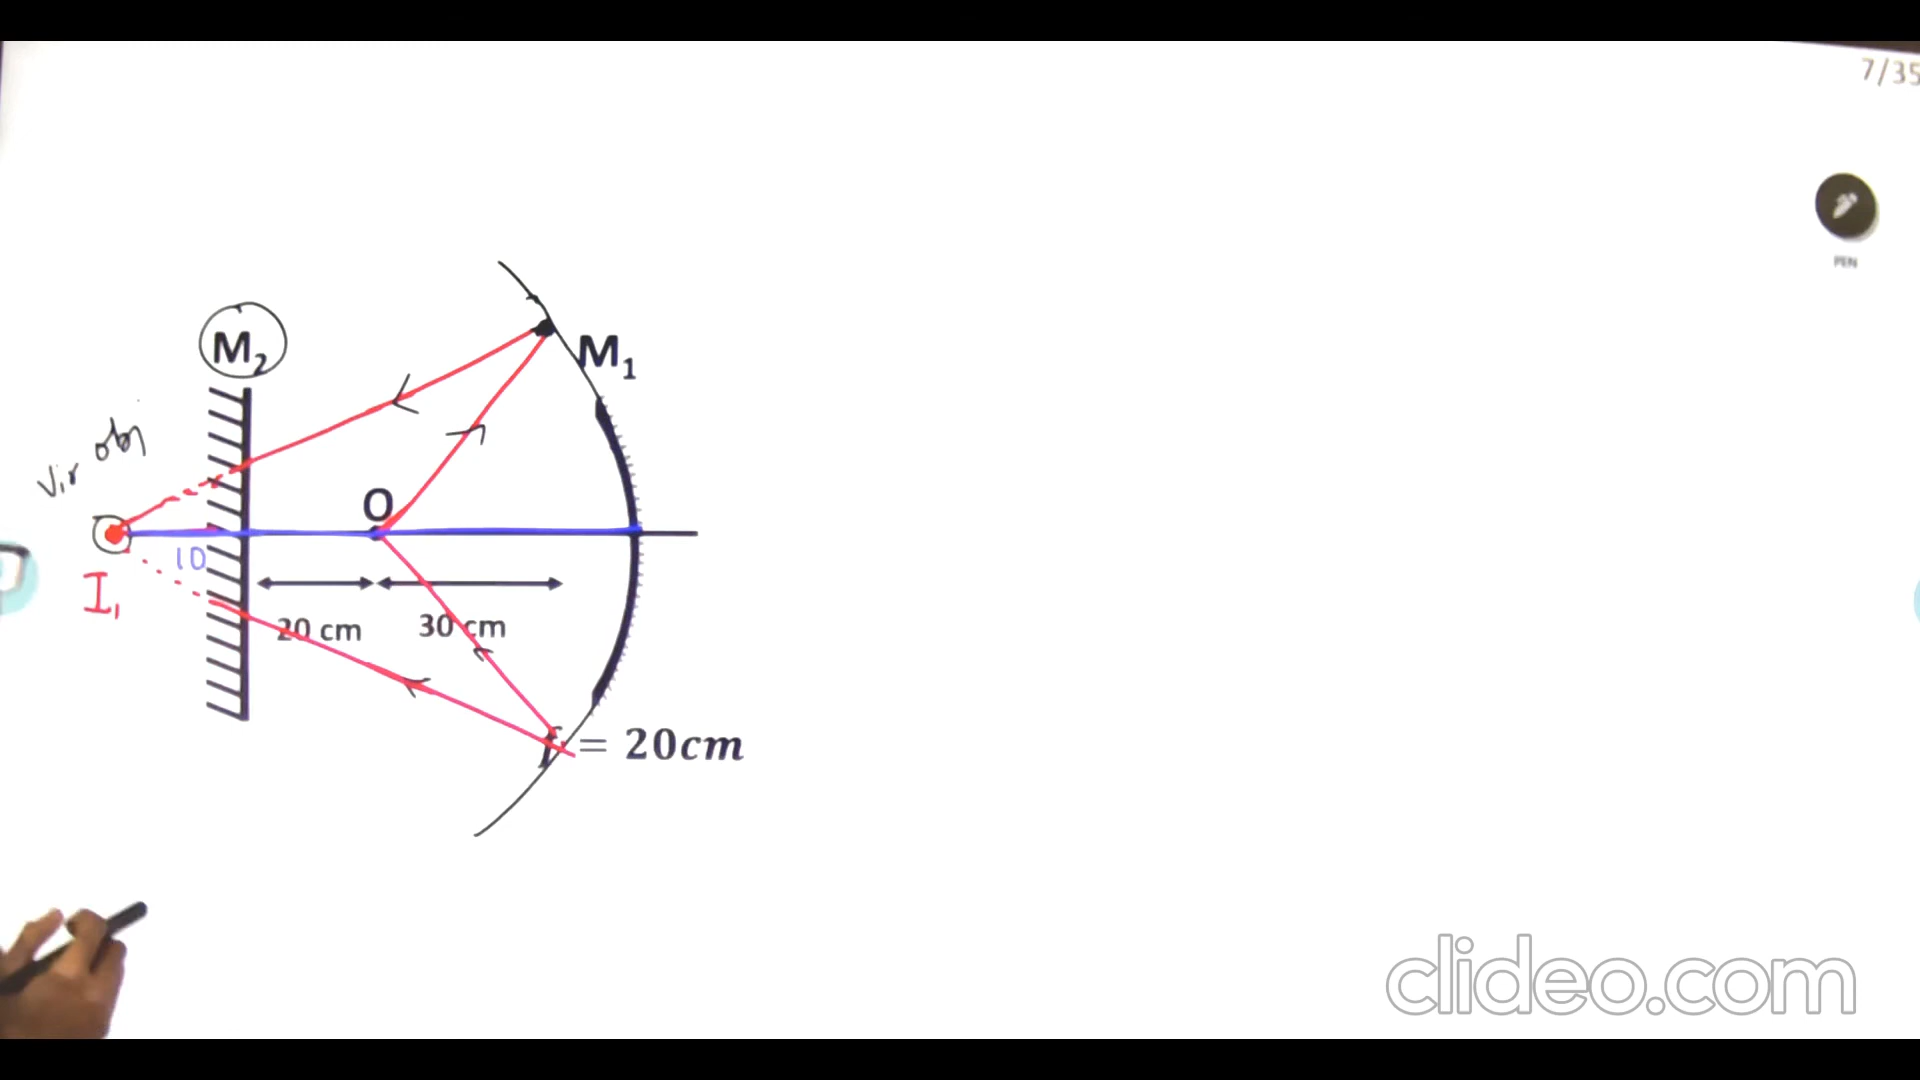 7/35
PEN
M₂
M₁
Vir obj
O
10
I₁
20 cm
30 cm
f = 20cm
clideo.com